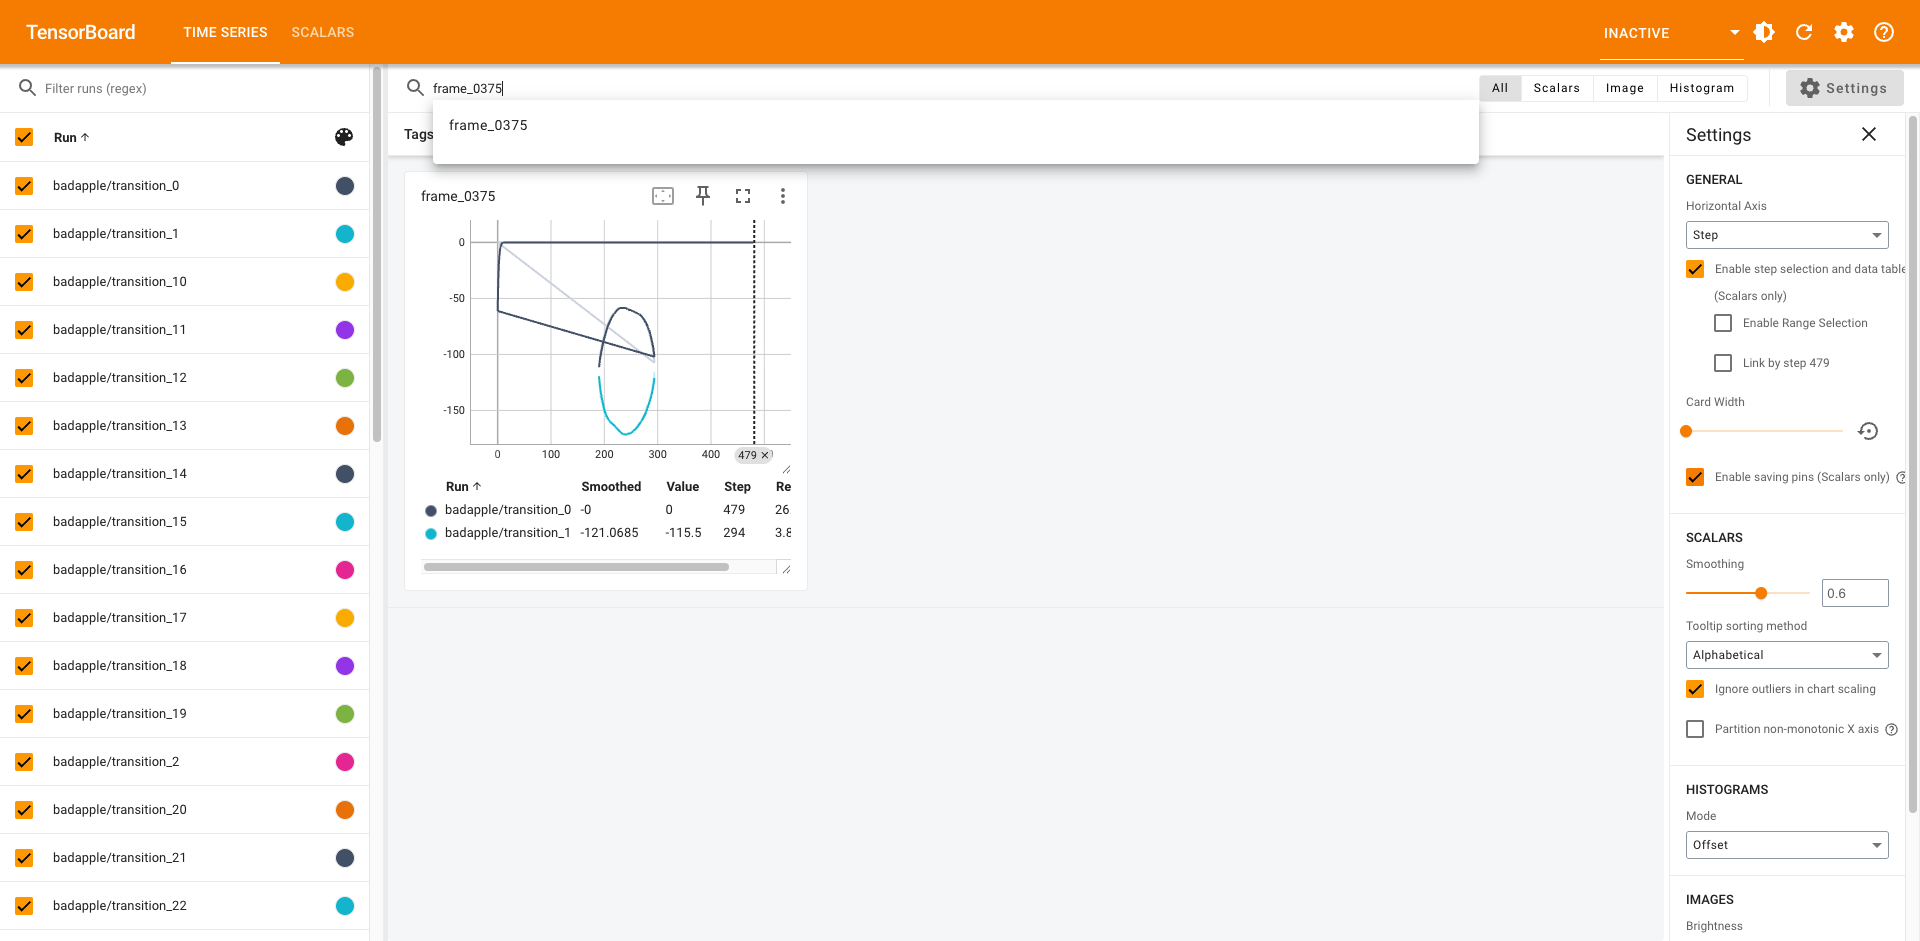 TensorBoard
TIME SERIES
SCALARS
INACTIVE
Filter runs (regex)
Run
badapple/transition_0
badapple/transition_1
badapple/transition_10
badapple/transition_11
badapple/transition_12
badapple/transition_13
badapple/transition_14
badapple/transition_15
badapple/transition_16
badapple/transition_17
badapple/transition_18
badapple/transition_19
badapple/transition_2
badapple/transition_20
badapple/transition_21
badapple/transition_22
frame_0375
All Scalars Image Histogram
Settings
Tags
frame_0375
frame_0375
0
-50
-100
-150
0 100 200 300 400 479
Run Smoothed Value Step Re
badapple/transition_0 -0 0 479 26.
badapple/transition_1 -121.0685 -115.5 294 3.8
Settings
GENERAL
Horizontal Axis
Step
Enable step selection and data table
(Scalars only)
Enable Range Selection
Link by step 479
Card Width
Enable saving pins (Scalars only)
SCALARS
Smoothing
0.6
Tooltip sorting method
Alphabetical
Ignore outliers in chart scaling
Partition non-monotonic X axis
HISTOGRAMS
Mode
Offset
IMAGES
Brightness